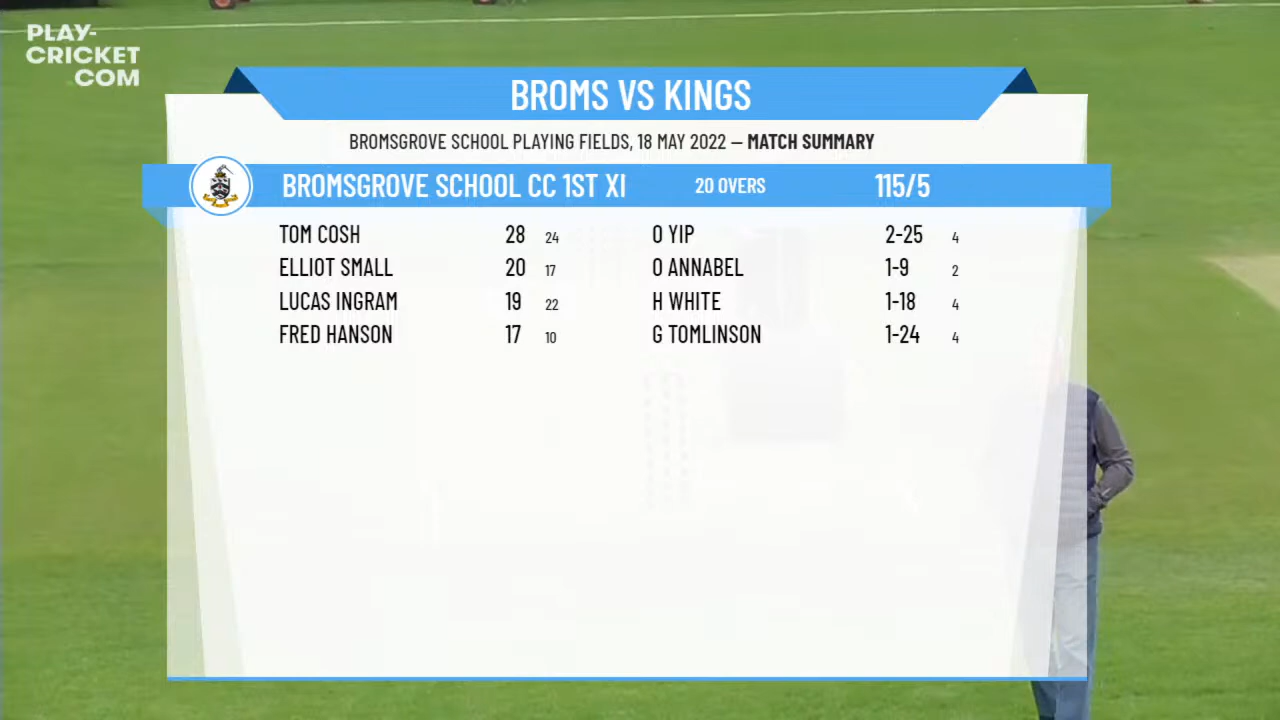 PLAY-
CRICKET
.COM
BROMS VS KINGS
BROMSGROVE SCHOOL PLAYING FIELDS, 18 MAY 2022 – MATCH SUMMARY
BROMSGROVE SCHOOL CC 1ST XI 20 OVERS 115/5
TOM COSH 28 24 O YIP 2-25 4
ELLIOT SMALL 20 17 O ANNABEL 1-9 2
LUCAS INGRAM 19 22 H WHITE 1-18 4
FRED HANSON 17 10 G TOMLINSON 1-24 4